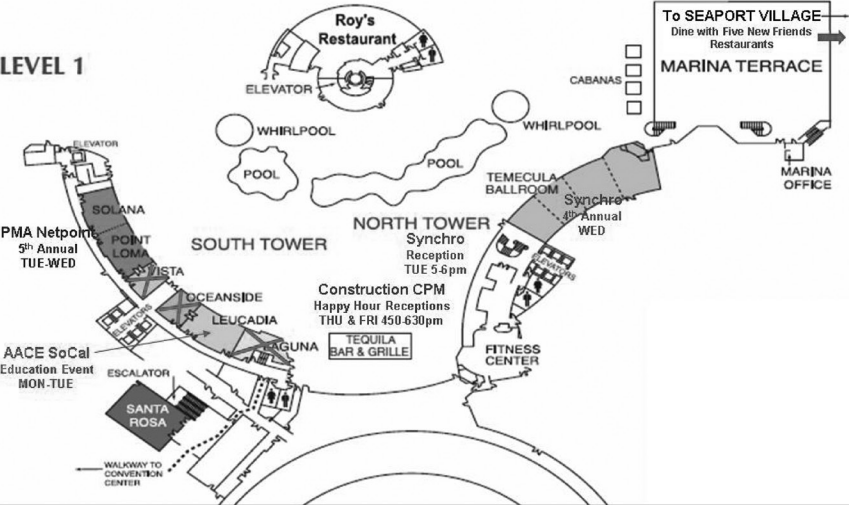 LEVEL 1
Roy's
Restaurant
ELEVATOR
To SEAPORT VILLAGE
Dine with Five New Friends
Restaurants
MARINA TERRACE
CABANAS
WHIRLPOOL
WHIRLPOOL
POOL
POOL
MARINA
OFFICE
ELEVATOR
TEMECULA
BALLROOM
Synchro
4th Annual
WED
SOLANA
POINT
LOMA
PMA Netpoint
5th Annual
TUE-WED
SOUTH TOWER
NORTH TOWER
Synchro
Reception
TUE 5-6pm
ELEVATORS
VISTA
OCEANSIDE
LEUCADIA
LAGUNA
ELEVATORS
Construction CPM
Happy Hour Receptions
THU & FRI 450-630pm
TEQUILA
BAR & GRILLE
FITNESS
CENTER
AACE SoCal
Education Event
MON-TUE
ESCALATOR
SANTA
ROSA
WALKWAY TO
CONVENTION
CENTER